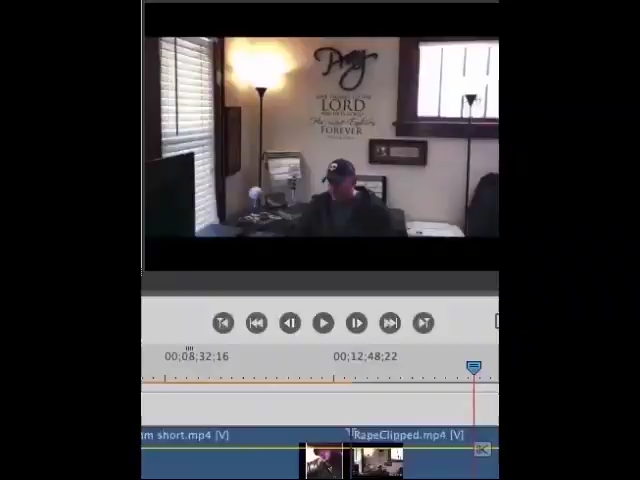 Pray
LORD
FOREVER
00;08;32;16
00;12;48;22
m short.mp4 [V]
RapeClipped.mp4 [V]